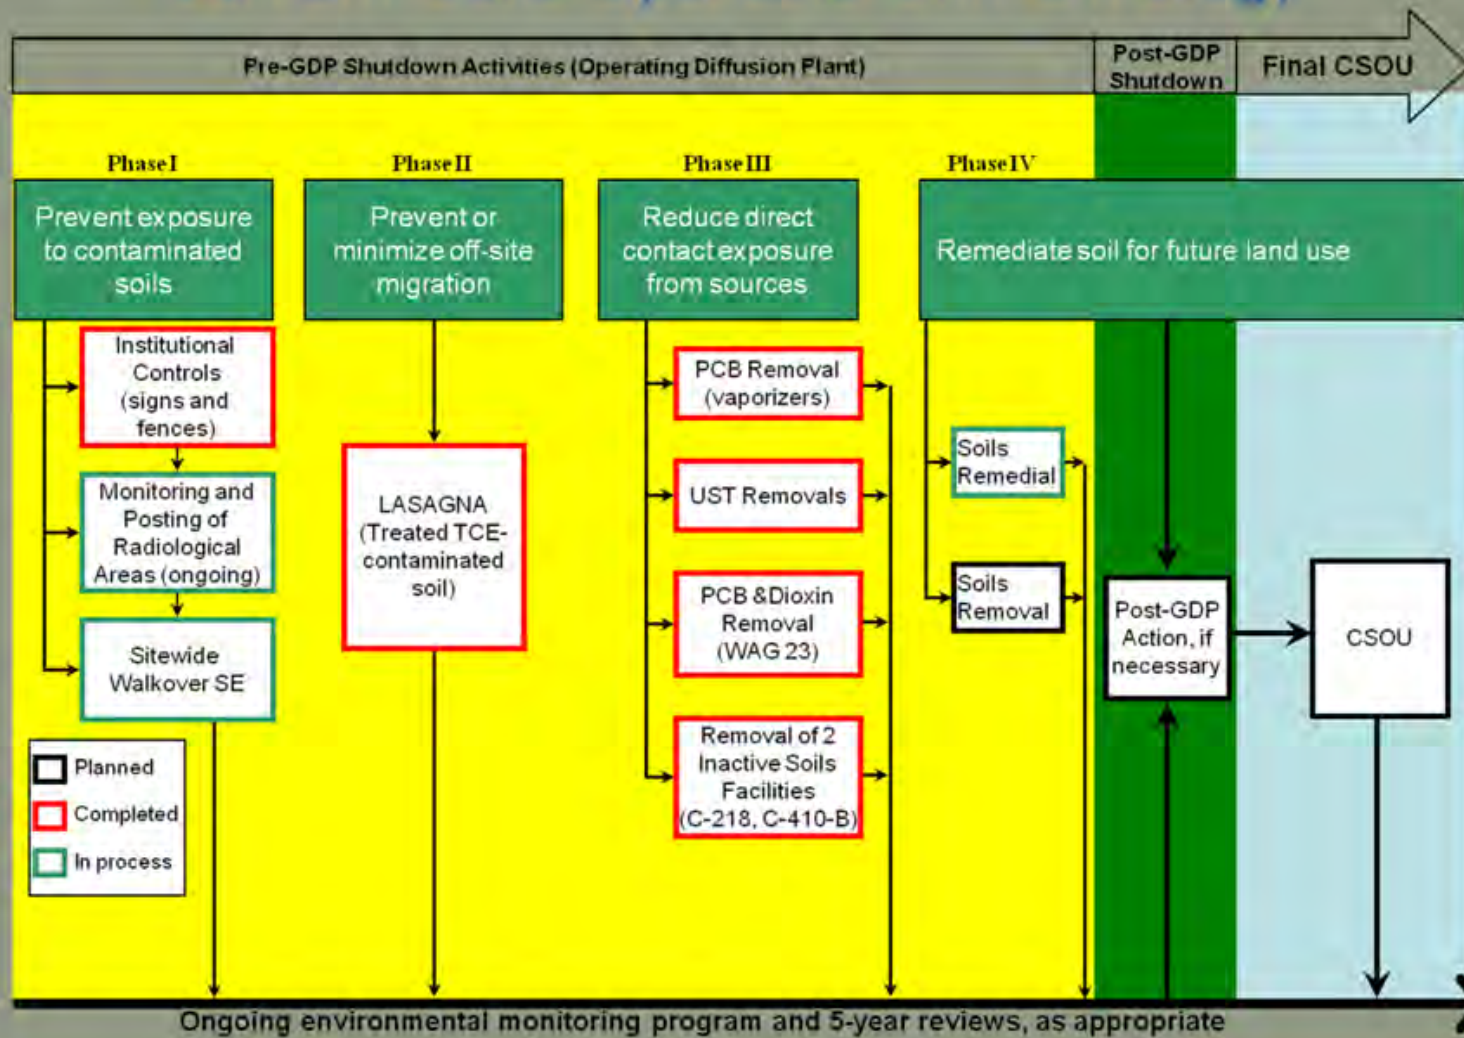 Pre-GDP Shutdown Activities (Operating Diffusion Plant)
Post-GDP
Shutdown
Final CSOU
Phase I
Phase II
Phase III
Phase IV
Prevent exposure
to contaminated
soils
Prevent or
minimize off-site
migration
Reduce direct
contact exposure
from sources
Remediate soil for future land use
Institutional
Controls
(signs and
fences)
Monitoring and
Posting of
Radiological
Areas (ongoing)
Sitewide
Walkover SE
LASAGNA
(Treated TCE-
contaminated
soil)
PCB Removal
(vaporizers)
UST Removals
PCB &Dioxin
Removal
(WAG 23)
Removal of 2
Inactive Soils
Facilities
(C-218, C-410-B)
Soils
Remedial
Soils
Removal
Post-GDP
Action, if
necessary
CSOU
Planned
Completed
In process
Ongoing environmental monitoring program and 5-year reviews, as appropriate